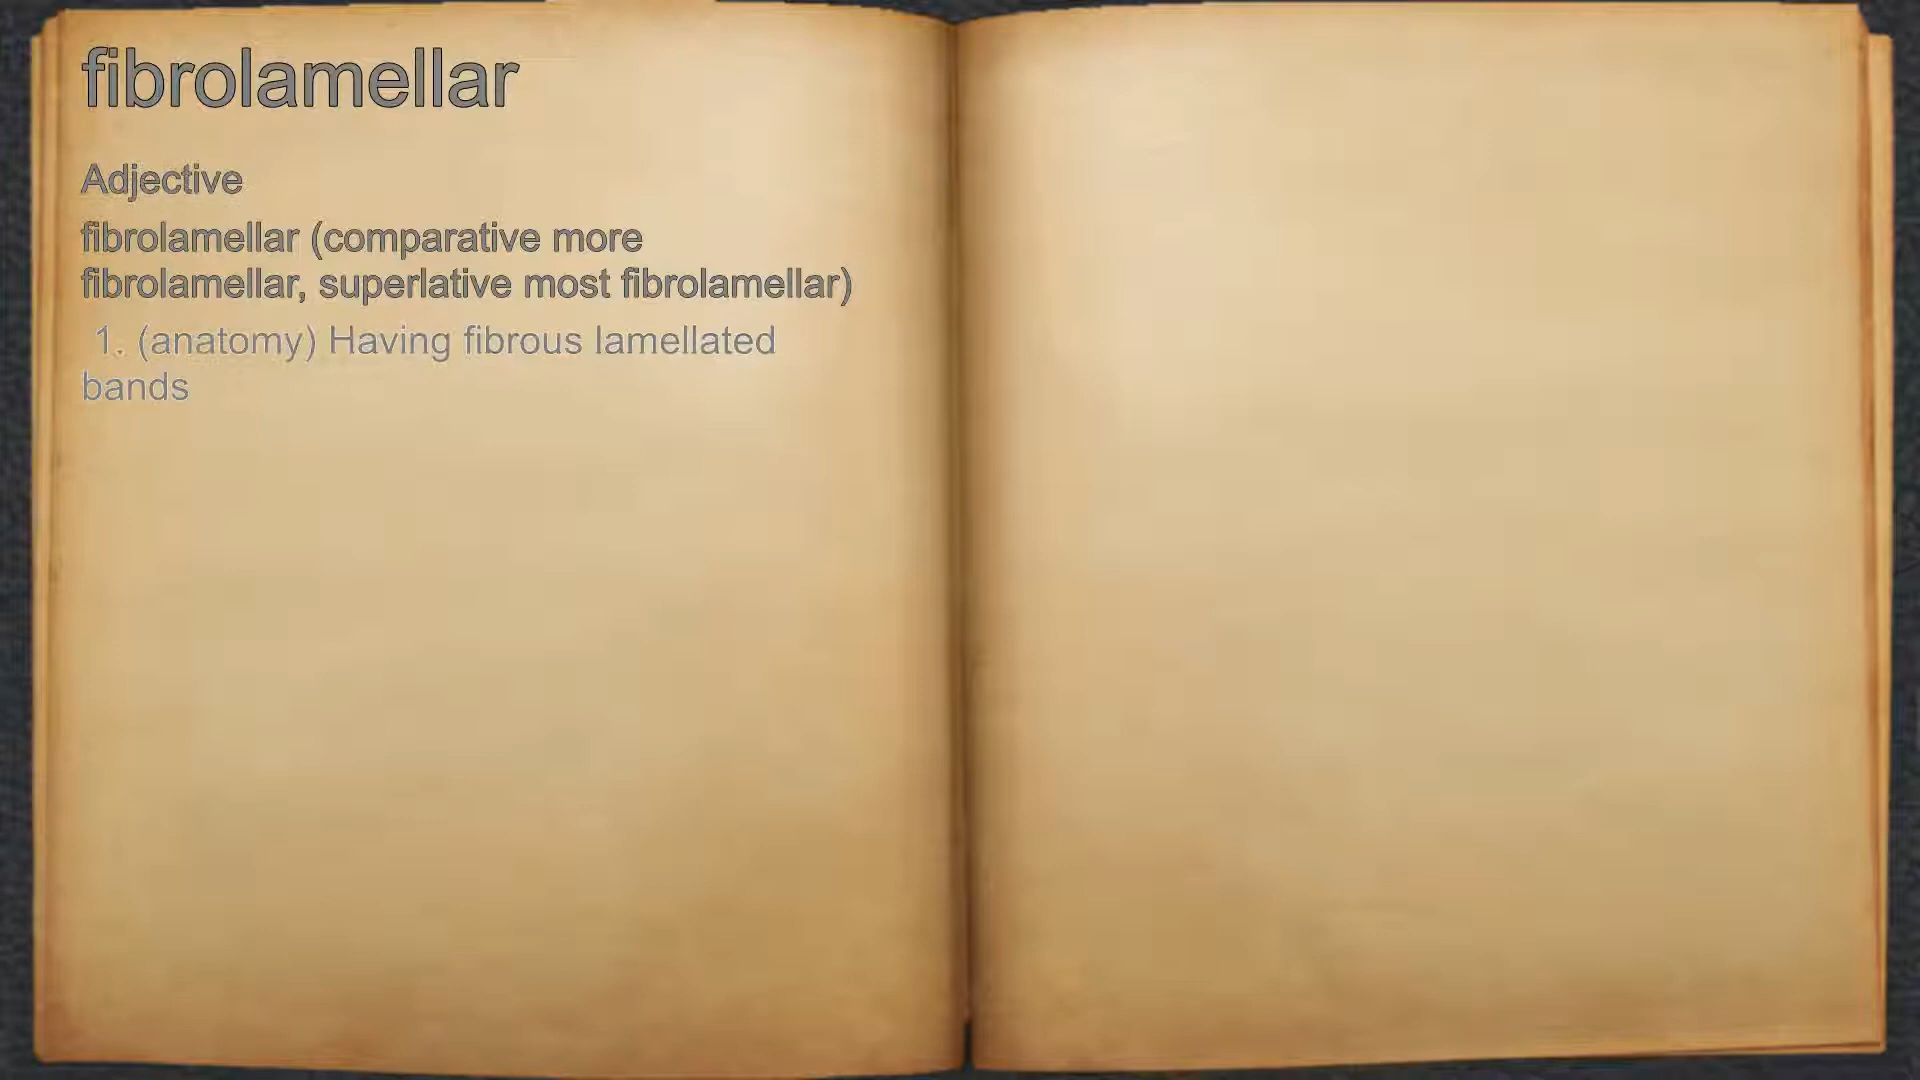 fibrolamellar
Adjective
fibrolamellar (comparative more
fibrolamellar, superlative most fibrolamellar)
1. (anatomy) Having fibrous lamellated
bands